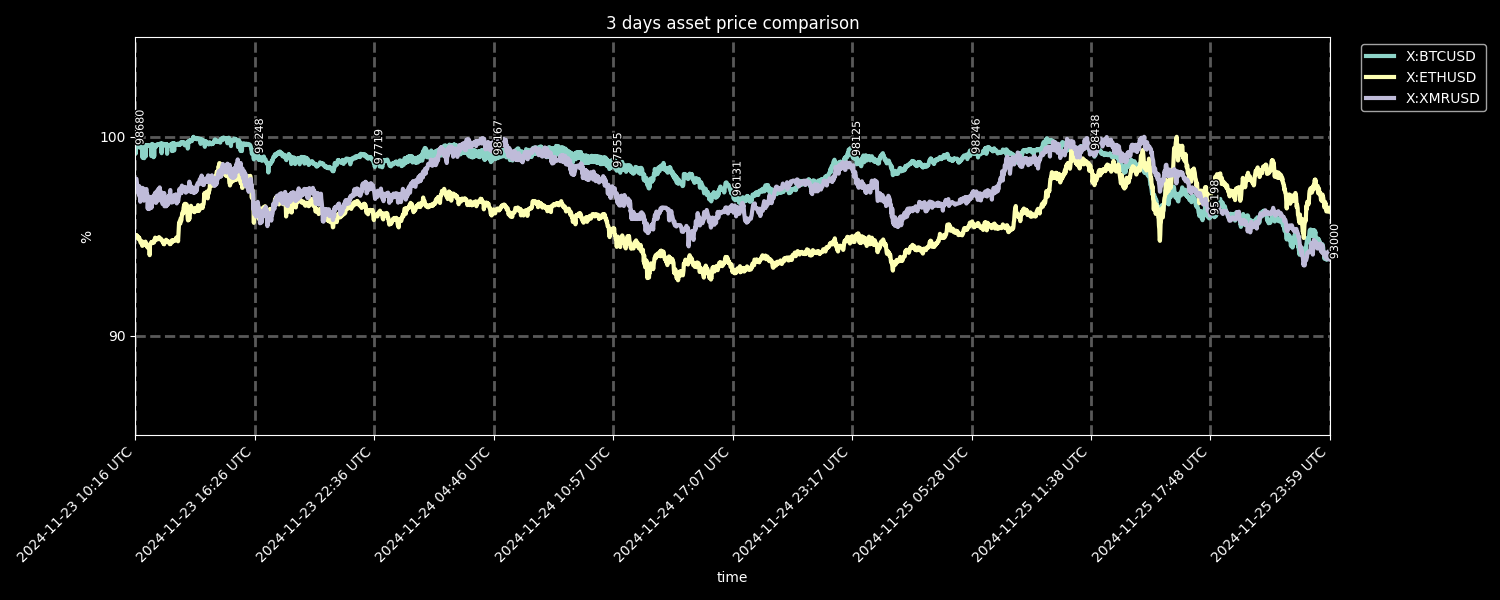 3 days asset price comparison
X:BTCUSD
X:ETHUSD
X:XMRUSD
100
90
%
98680
98248
97719
98167
97555
96131
98125
98246
98438
95198
93000
2024-11-23 10:16 UTC
2024-11-23 16:26 UTC
2024-11-23 22:36 UTC
2024-11-24 04:46 UTC
2024-11-24 10:57 UTC
2024-11-24 17:07 UTC
2024-11-24 23:17 UTC
2024-11-25 05:28 UTC
2024-11-25 11:38 UTC
2024-11-25 17:48 UTC
2024-11-25 23:59 UTC
time